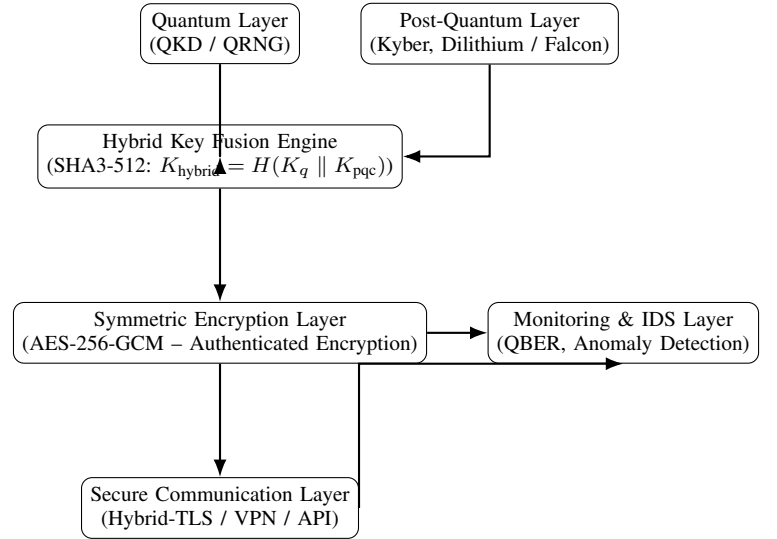 Quantum Layer
(QKD / QRNG)
Post-Quantum Layer
(Kyber, Dilithium / Falcon)
Hybrid Key Fusion Engine
(SHA3-512: K_hybrid = H(K_q ∥ K_pqc))
Symmetric Encryption Layer
(AES-256-GCM – Authenticated Encryption)
Monitoring & IDS Layer
(QBER, Anomaly Detection)
Secure Communication Layer
(Hybrid-TLS / VPN / API)